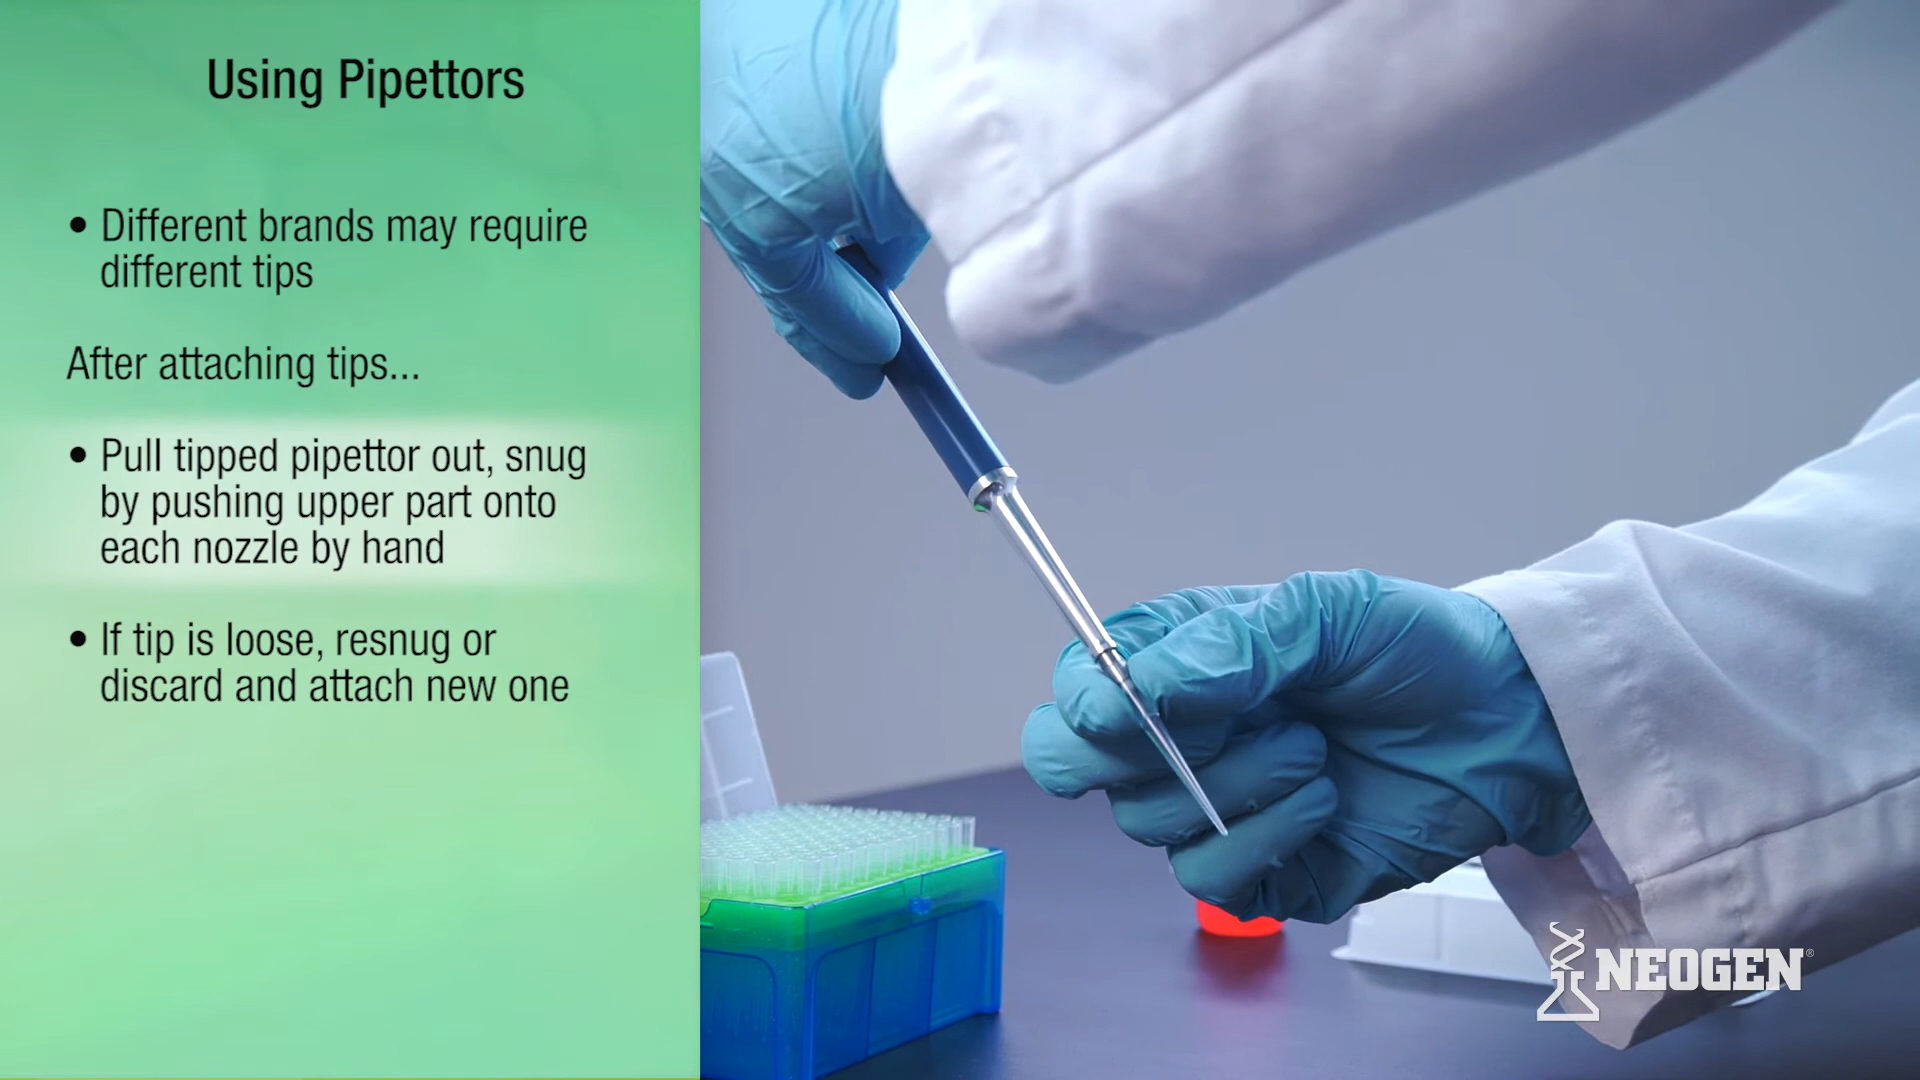 Using Pipettors
• Different brands may require
different tips
After attaching tips...
• Pull tipped pipettor out, snug
by pushing upper part onto
each nozzle by hand
• If tip is loose, resnug or
discard and attach new one
NEOGEN®